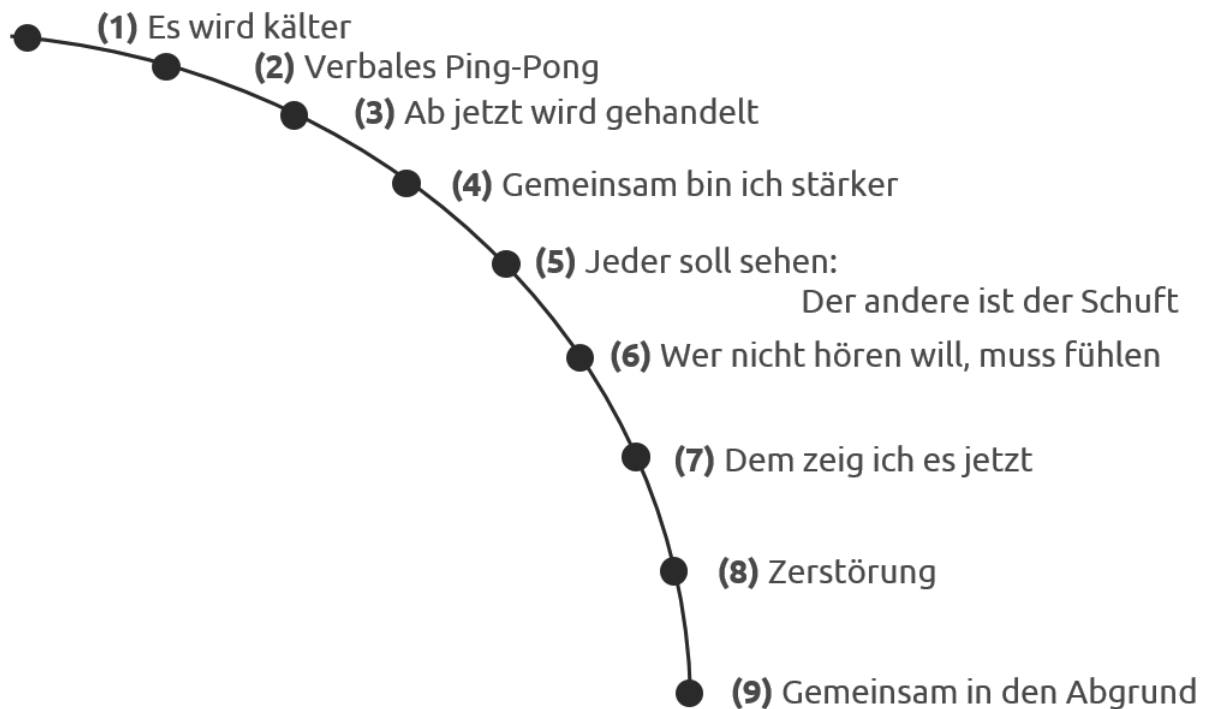 (1) Es wird kälter
(2) Verbales Ping-Pong
(3) Ab jetzt wird gehandelt
(4) Gemeinsam bin ich stärker
(5) Jeder soll sehen:
Der andere ist der Schuft
(6) Wer nicht hören will, muss fühlen
(7) Dem zeig ich es jetzt
(8) Zerstörung
(9) Gemeinsam in den Abgrund